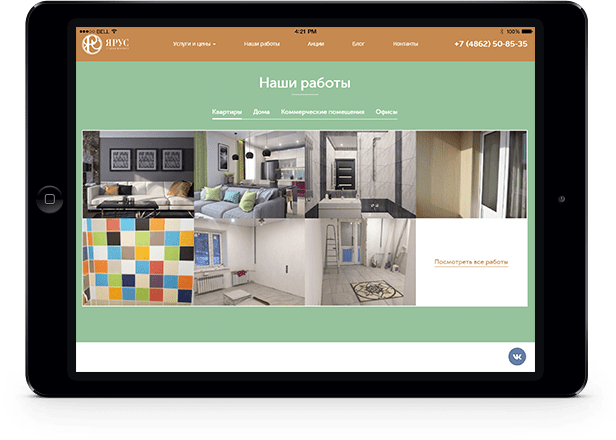 BELL 4:21 PM 100%
ЯРУС
Услуги и цены Наши работы Акции Блог Контакты +7 (4862) 50-85-35
Наши работы
Квартиры Дома Коммерческие помещения Офисы
Посмотреть все работы